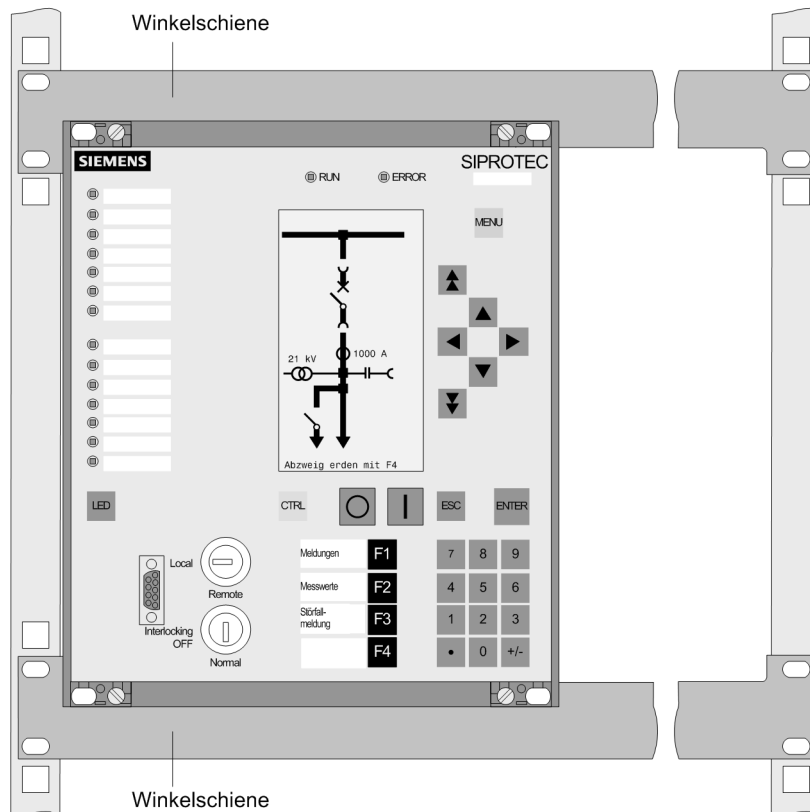 Winkelschiene
SIEMENS
SIPROTEC
RUN
ERROR
MENU
21 kV
1000 A
Abzweig erden mit F4
LED
CTRL
ESC
ENTER
Local
Remote
Interlocking
OFF
Normal
Meldungen F1
Messwerte F2
Störfall-
meldung F3
F4
7 8 9
4 5 6
1 2 3
• 0 +/-
Winkelschiene